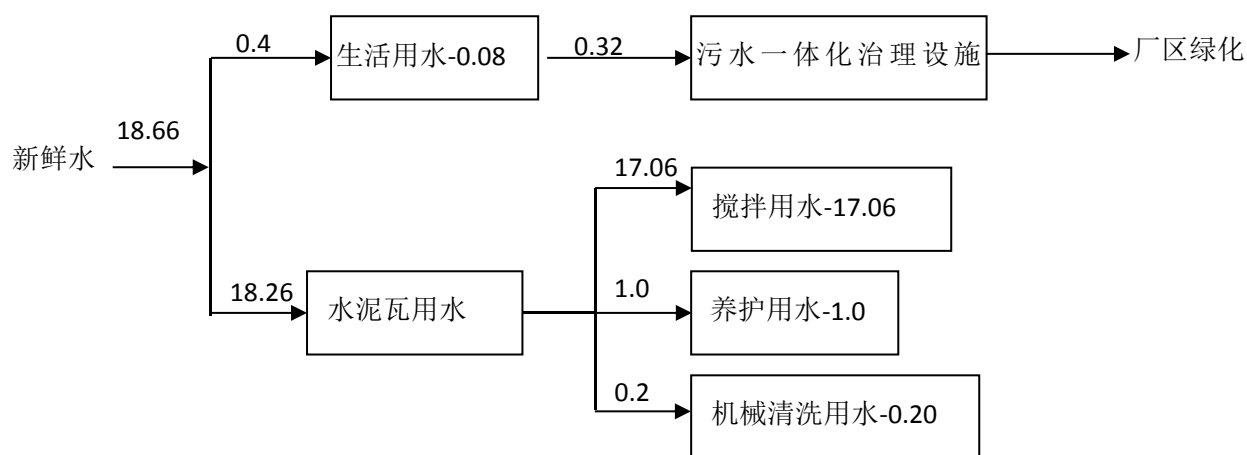 0.4
生活用水-0.08
0.32
污水一体化治理设施
厂区绿化
18.66
新鲜水
17.06
搅拌用水-17.06
18.26
水泥瓦用水
1.0
养护用水-1.0
0.2
机械清洗用水-0.20